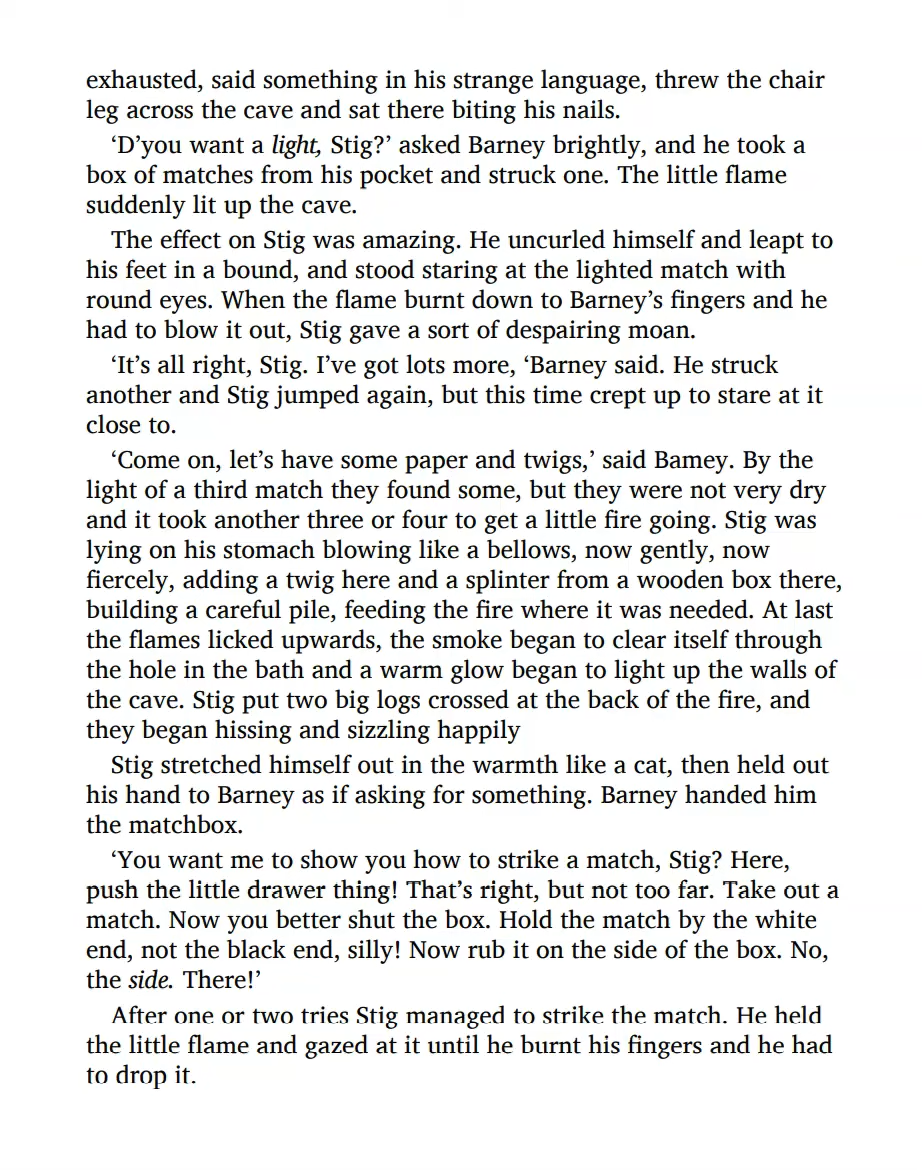 exhausted, said something in his strange language, threw the chair
leg across the cave and sat there biting his nails.
‘D’you want a light, Stig?’ asked Barney brightly, and he took a
box of matches from his pocket and struck one. The little flame
suddenly lit up the cave.
The effect on Stig was amazing. He uncurled himself and leapt to
his feet in a bound, and stood staring at the lighted match with
round eyes. When the flame burnt down to Barney’s fingers and he
had to blow it out, Stig gave a sort of despairing moan.
‘It’s all right, Stig. I’ve got lots more, ‘Barney said. He struck
another and Stig jumped again, but this time crept up to stare at it
close to.
‘Come on, let’s have some paper and twigs,’ said Bamey. By the
light of a third match they found some, but they were not very dry
and it took another three or four to get a little fire going. Stig was
lying on his stomach blowing like a bellows, now gently, now
fiercely, adding a twig here and a splinter from a wooden box there,
building a careful pile, feeding the fire where it was needed. At last
the flames licked upwards, the smoke began to clear itself through
the hole in the bath and a warm glow began to light up the walls of
the cave. Stig put two big logs crossed at the back of the fire, and
they began hissing and sizzling happily
Stig stretched himself out in the warmth like a cat, then held out
his hand to Barney as if asking for something. Barney handed him
the matchbox.
‘You want me to show you how to strike a match, Stig? Here,
push the little drawer thing! That’s right, but not too far. Take out a
match. Now you better shut the box. Hold the match by the white
end, not the black end, silly! Now rub it on the side of the box. No,
the side. There!’
After one or two tries Stig managed to strike the match. He held
the little flame and gazed at it until he burnt his fingers and he had
to drop it.